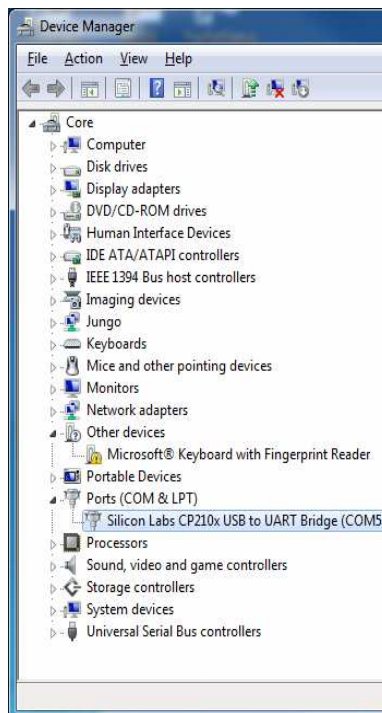 Device Manager
File Action View Help
Core
Computer
Disk drives
Display adapters
DVD/CD-ROM drives
Human Interface Devices
IDE ATA/ATAPI controllers
IEEE 1394 Bus host controllers
Imaging devices
Jungo
Keyboards
Mice and other pointing devices
Monitors
Network adapters
Other devices
Microsoft® Keyboard with Fingerprint Reader
Portable Devices
Ports (COM & LPT)
Silicon Labs CP210x USB to UART Bridge (COM5
Processors
Sound, video and game controllers
Storage controllers
System devices
Universal Serial Bus controllers